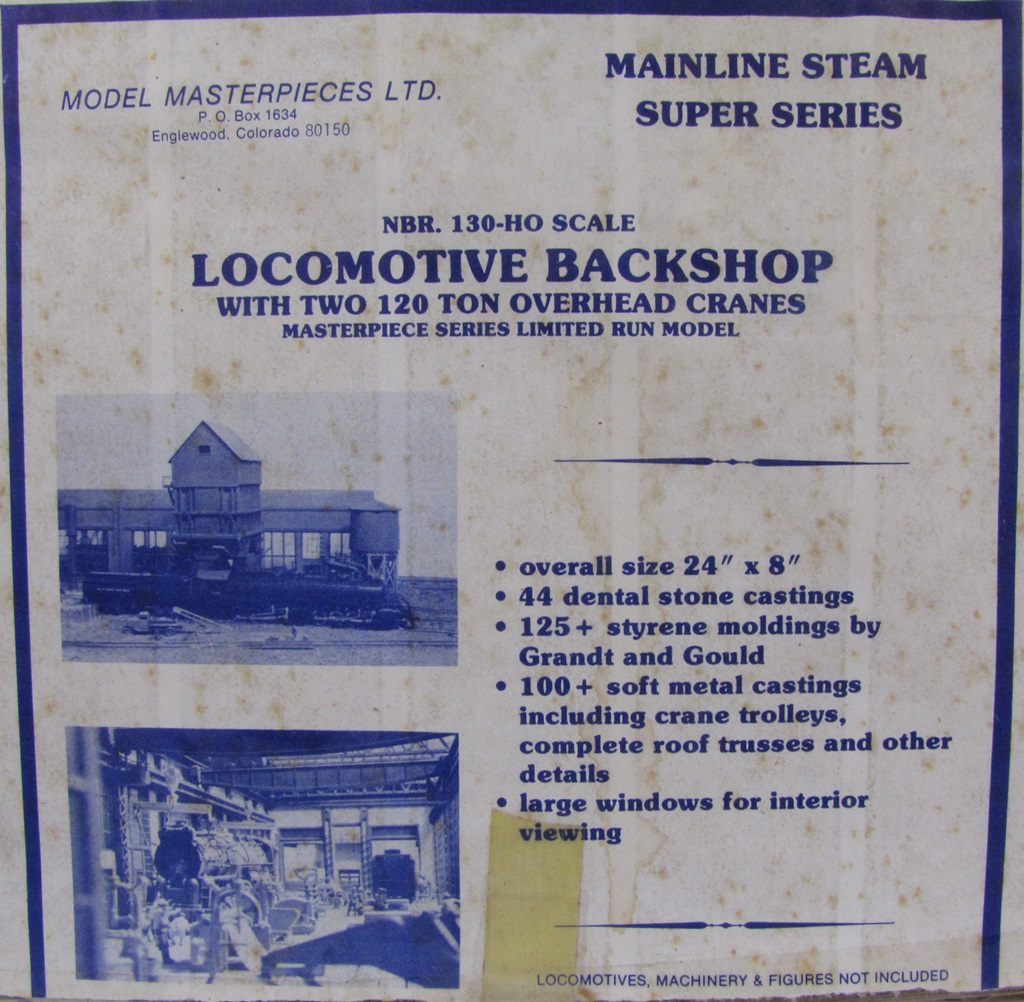 MODEL MASTERPIECES LTD.
P. O. Box 1634
Englewood, Colorado 80150
MAINLINE STEAM
SUPER SERIES
NBR. 130-HO SCALE
LOCOMOTIVE BACKSHOP
WITH TWO 120 TON OVERHEAD CRANES
MASTERPIECE SERIES LIMITED RUN MODEL
• overall size 24″ x 8″
• 44 dental stone castings
• 125+ styrene moldings by
Grandt and Gould
• 100+ soft metal castings
including crane trolleys,
complete roof trusses and other
details
• large windows for interior
viewing
LOCOMOTIVES, MACHINERY & FIGURES NOT INCLUDED